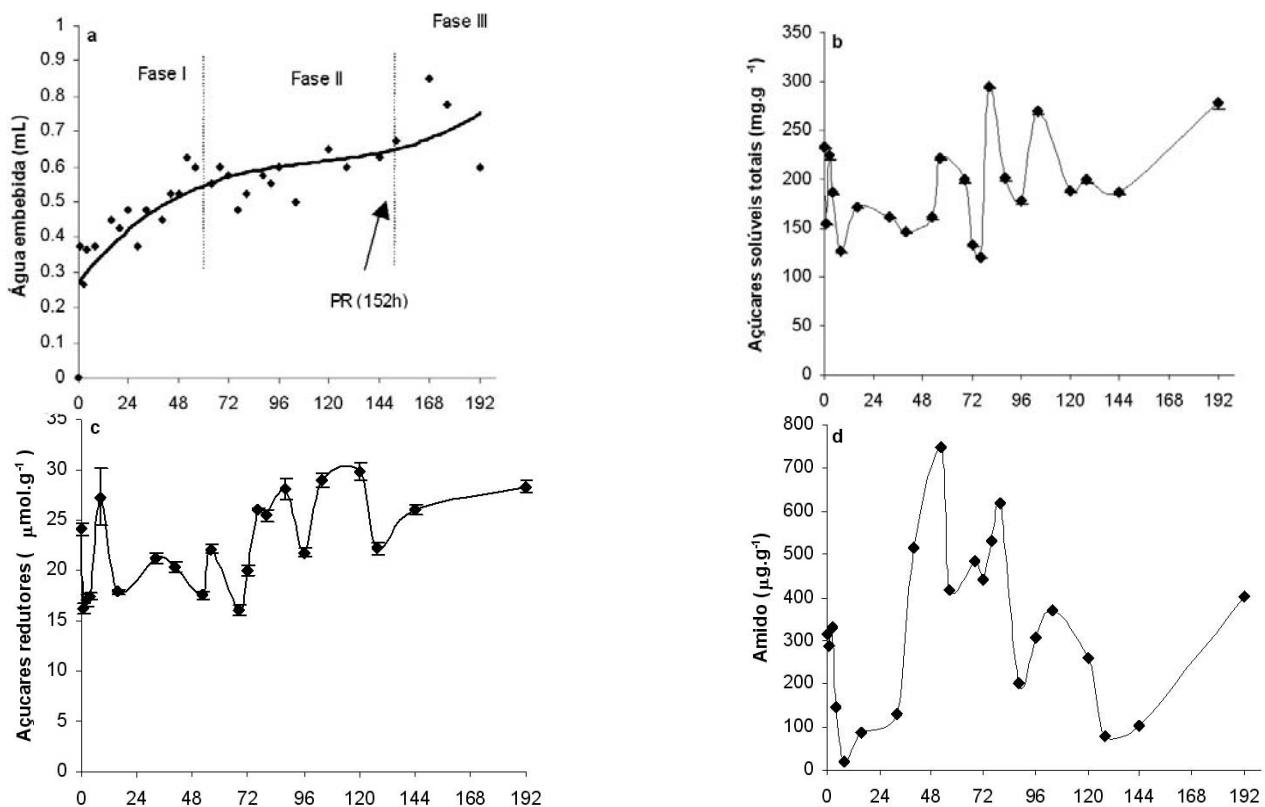 a
Fase I
Fase II
Fase III
PR (152h)
Água embebida (mL)
1
0.9
0.8
0.7
0.6
0.5
0.4
0.3
0.2
0.1
0
0 24 48 72 96 120 144 168 192
b
Açúcares solúveis totais (mg.g -1)
350
300
250
200
150
100
50
0
0 24 48 72 96 120 144 168 192
c
Açucares redutores ( μmol.g-1)
35
30
25
20
15
10
5
0
0 24 48 72 96 120 144 168 192
d
Amido (μg.g-1)
800
700
600
500
400
300
200
100
0
0 24 48 72 96 120 144 168 192